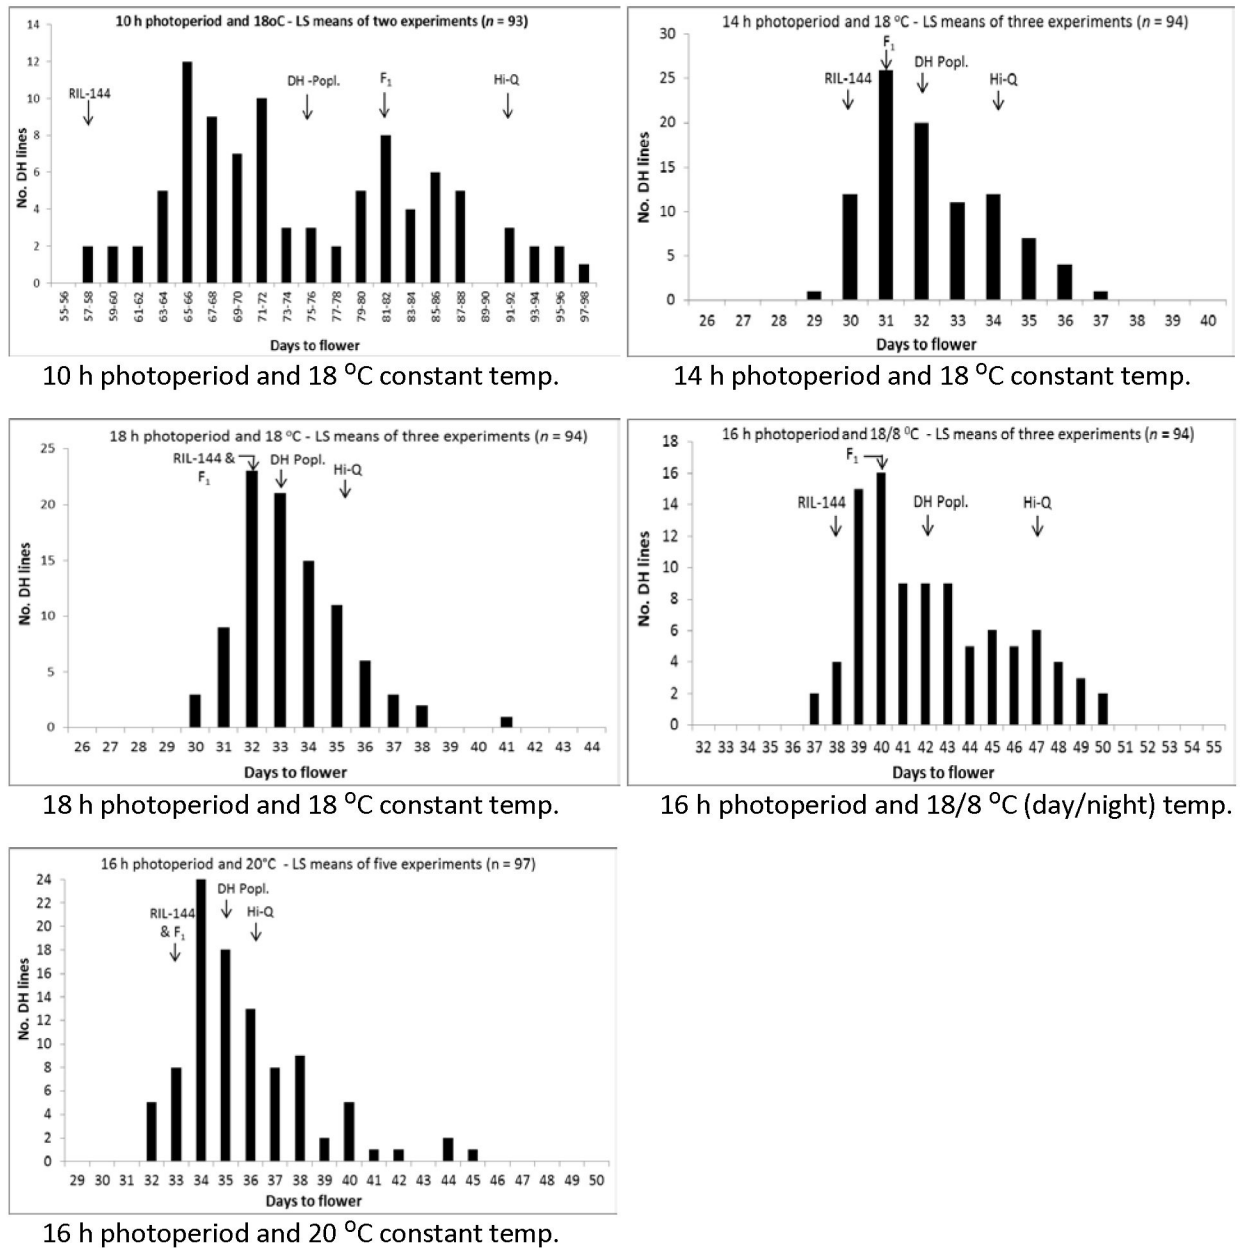 10 h photoperiod and 18oC - LS means of two experiments (n = 93)
No. DH lines
14
12
10
8
6
4
2
0
RIL-144
DH -Popl.
F1
Hi-Q
55-56 57-58 59-60 61-62 63-64 65-66 67-68 69-70 71-72 73-74 75-76 77-78 79-80 81-82 83-84 85-86 87-88 89-90 91-92 93-94 95-96 97-98
Days to flower
10 h photoperiod and 18 ᴼC constant temp.
14 h photoperiod and 18 °C - LS means of three experiments (n = 94)
No. DH lines
30
25
20
15
10
5
0
F1
RIL-144
DH Popl.
Hi-Q
26 27 28 29 30 31 32 33 34 35 36 37 38 39 40
Days to flower
14 h photoperiod and 18 ᴼC constant temp.
18 h photoperiod and 18 °C - LS means of three experiments (n = 94)
No. DH lines
25
20
15
10
5
0
RIL-144 &
F1
DH Popl.
Hi-Q
26 27 28 29 30 31 32 33 34 35 36 37 38 39 40 41 42 43 44
Days to flower
18 h photoperiod and 18 ᴼC constant temp.
16 h photoperiod and 18/8 °C - LS means of three experiments (n = 94)
No. DH lines
18
16
14
12
10
8
6
4
2
0
F1
RIL-144
DH Popl.
Hi-Q
32 33 34 35 36 37 38 39 40 41 42 43 44 45 46 47 48 49 50 51 52 53 54 55
Days to flower
16 h photoperiod and 18/8 ᴼC (day/night) temp.
16 h photoperiod and 20°C - LS means of five experiments (n = 97)
No. DH lines
24
22
20
18
16
14
12
10
8
6
4
2
0
DH Popl.
RIL-144
& F1
Hi-Q
29 30 31 32 33 34 35 36 37 38 39 40 41 42 43 44 45 46 47 48 49 50
Days to flower
16 h photoperiod and 20 ᴼC constant temp.